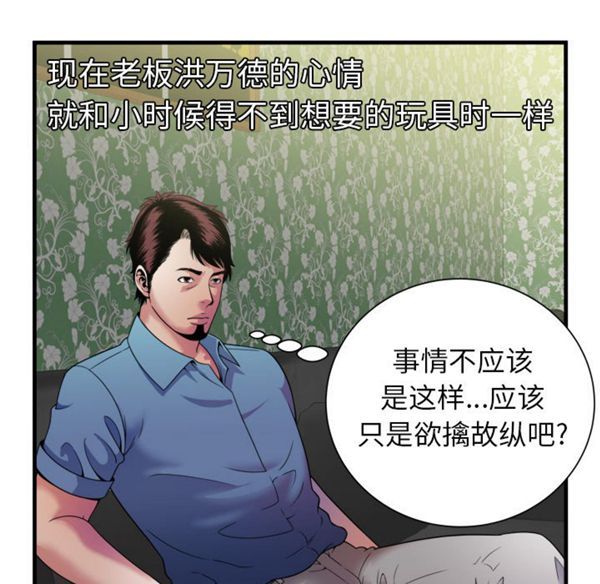 现在老板洪万德的心情
就和小时候得不到想要的玩具时一样
事情不应该
是这样...应该
只是欲擒故纵吧?